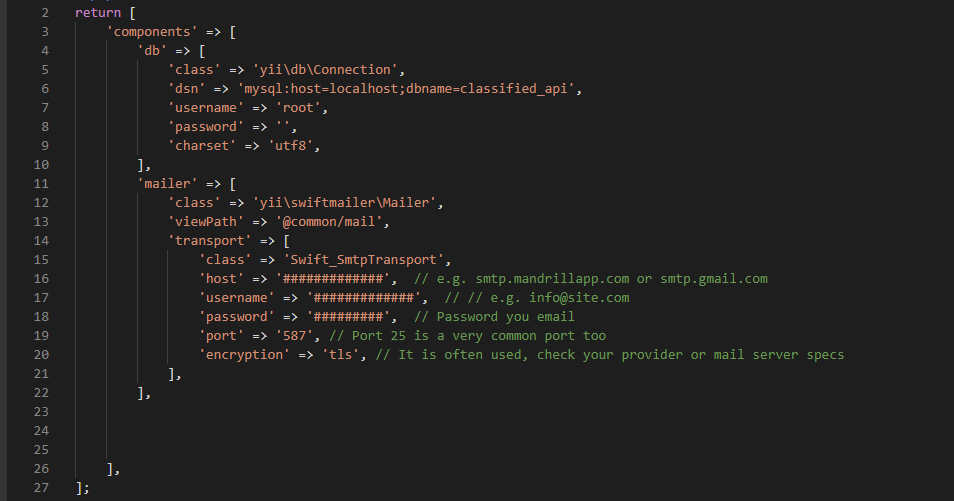 2 return [
3     'components' => [
4         'db' => [
5             'class' => 'yii\db\Connection',
6             'dsn' => 'mysql:host=localhost;dbname=classified_api',
7             'username' => 'root',
8             'password' => '',
9             'charset' => 'utf8',
10         ],
11         'mailer' => [
12             'class' => 'yii\swiftmailer\Mailer',
13             'viewPath' => '@common/mail',
14             'transport' => [
15                 'class' => 'Swift_SmtpTransport',
16                 'host' => '#############',  // e.g. smtp.mandrillapp.com or smtp.gmail.com
17                 'username' => '#############',  // // e.g. info@site.com
18                 'password' => '#########',  // Password you email
19                 'port' => '587', // Port 25 is a very common port too
20                 'encryption' => 'tls', // It is often used, check your provider or mail server specs
21             ],
22         ],
23
24
25
26     ],
27 ];